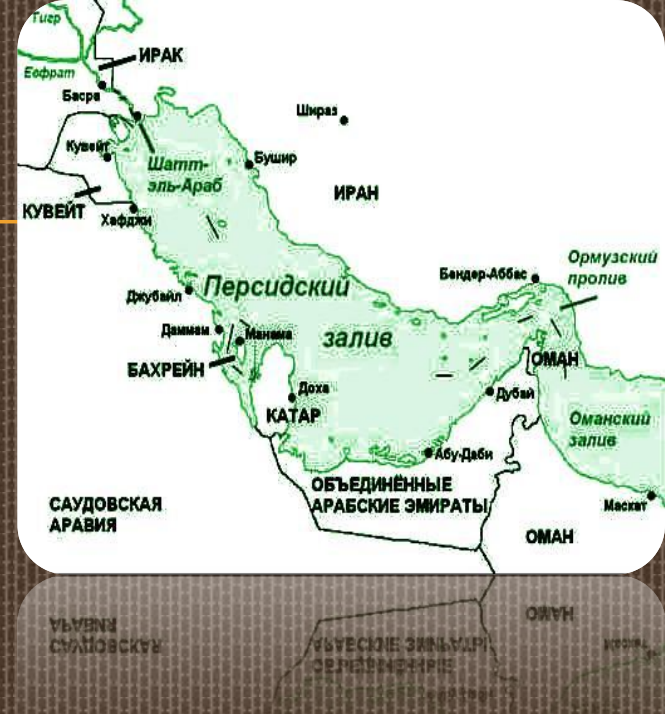 Тигр
ИРАК
Евфрат
Басра
Шираз
Кувейт
Шатт-
эль-Араб
Бушир
ИРАН
КУВЕЙТ
Хафджи
Ормузский
пролив
Бендер-Аббас
Джубайл
Персидский
залив
Даммам
Манама
БАХРЕЙН
ОМАН
Доха
КАТАР
Дубай
Оманский
залив
Абу-Даби
ОБЪЕДИНЁННЫЕ
АРАБСКИЕ ЭМИРАТЫ
САУДОВСКАЯ
АРАВИЯ
Маскат
ОМАН